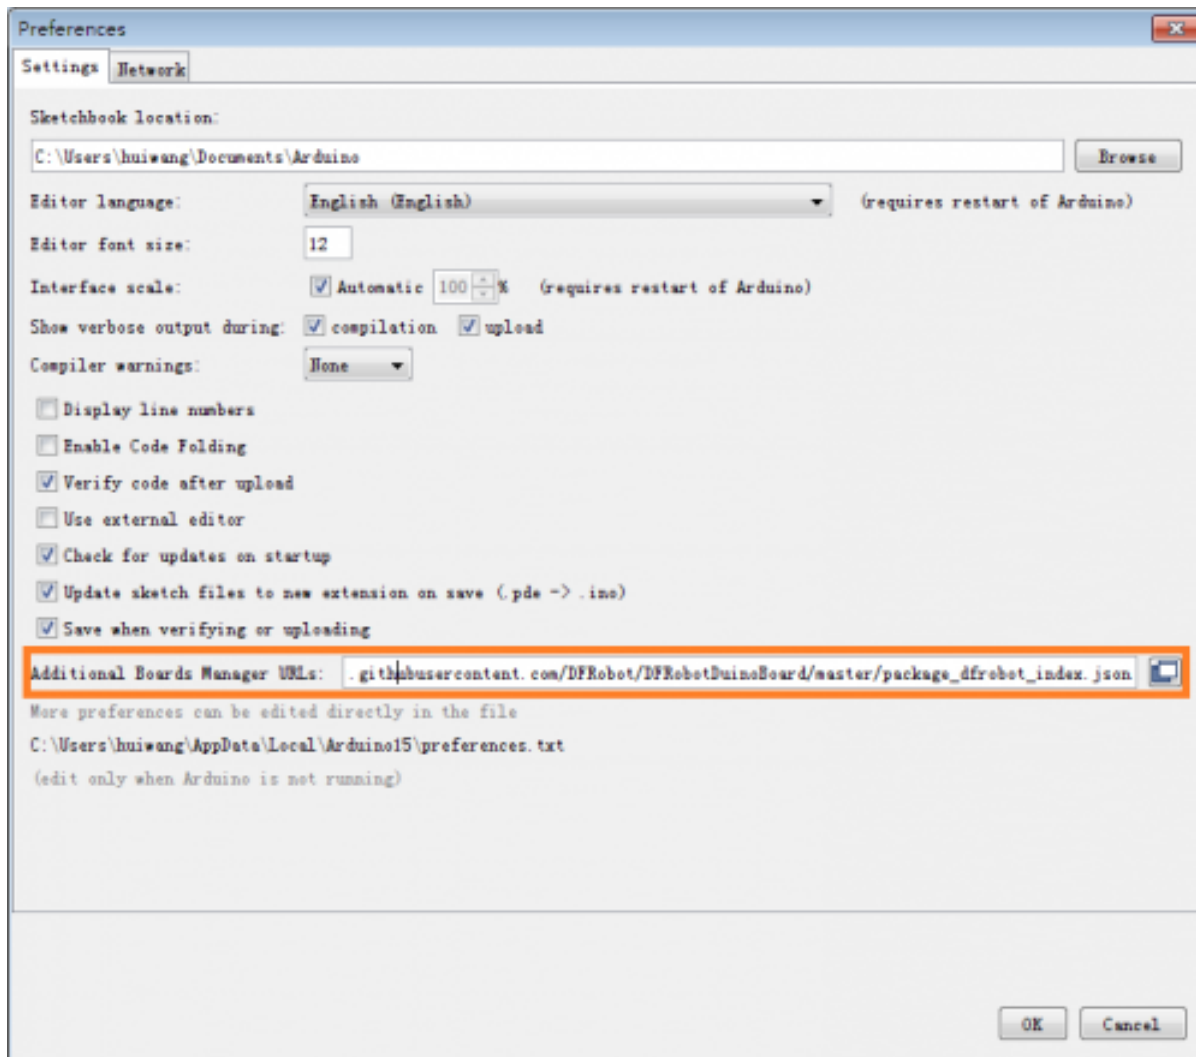 Preferences
Settings Network
Sketchbook location:
C:\Users\huiwang\Documents\Arduino Browse
Editor language: English (English) (requires restart of Arduino)
Editor font size: 12
Interface scale: Automatic 100 % (requires restart of Arduino)
Show verbose output during: compilation upload
Compiler warnings: None
Display line numbers
Enable Code Folding
Verify code after upload
Use external editor
Check for updates on startup
Update sketch files to new extension on save (.pde -> .ino)
Save when verifying or uploading
Additional Boards Manager URLs: .githubusercontent.com/DFRobot/DFRobotDuinoBoard/master/package_dfrobot_index.json
More preferences can be edited directly in the file
C:\Users\huiwang\AppData\Local\Arduino15\preferences.txt
(edit only when Arduino is not running)
OK Cancel